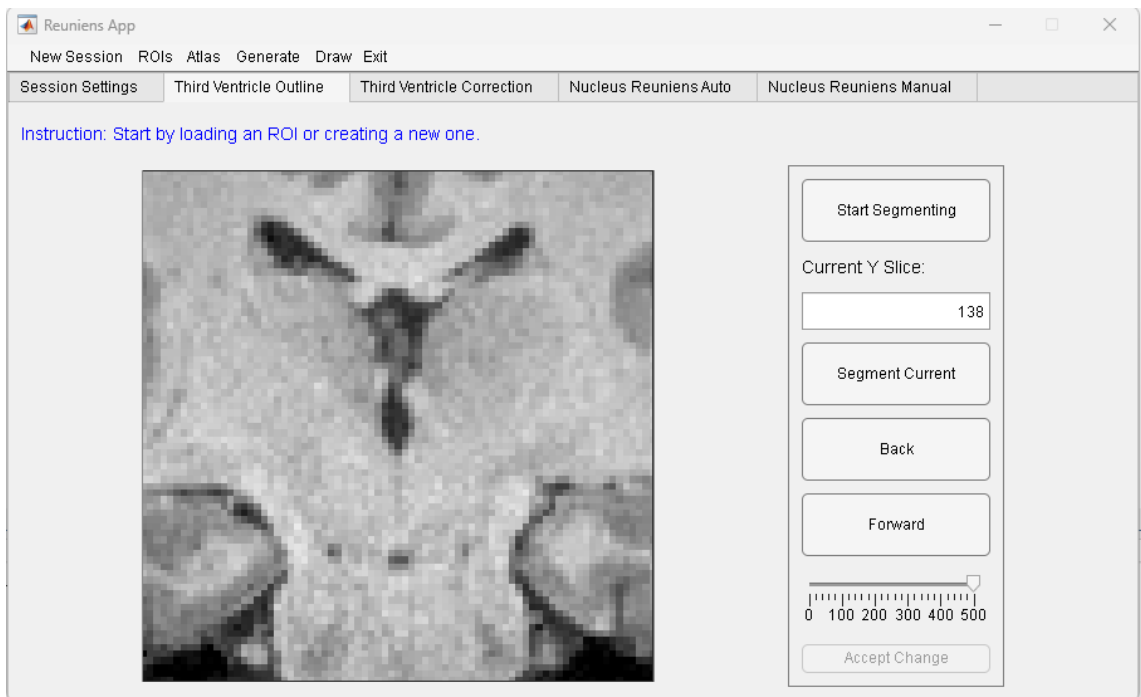 Reuniens App
New Session ROIs Atlas Generate Draw Exit
Session Settings Third Ventricle Outline Third Ventricle Correction Nucleus Reuniens Auto Nucleus Reuniens Manual
Instruction: Start by loading an ROI or creating a new one.
Start Segmenting
Current Y Slice:
138
Segment Current
Back
Forward
0 100 200 300 400 500
Accept Change